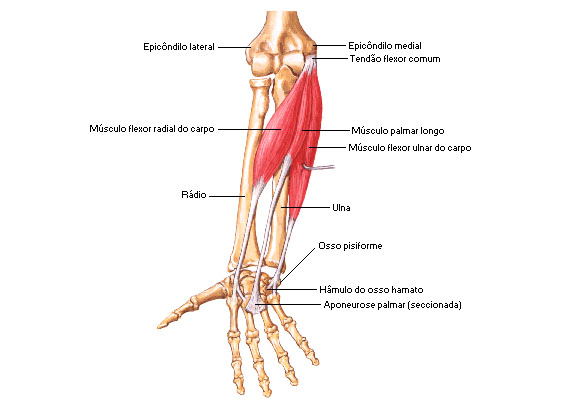 Epicôndilo lateral
Epicôndilo medial
Tendão flexor comum
Músculo flexor radial do carpo
Músculo palmar longo
Músculo flexor ulnar do carpo
Rádio
Ulna
Osso pisiforme
Hâmulo do osso hamato
Aponeurose palmar (seccionada)